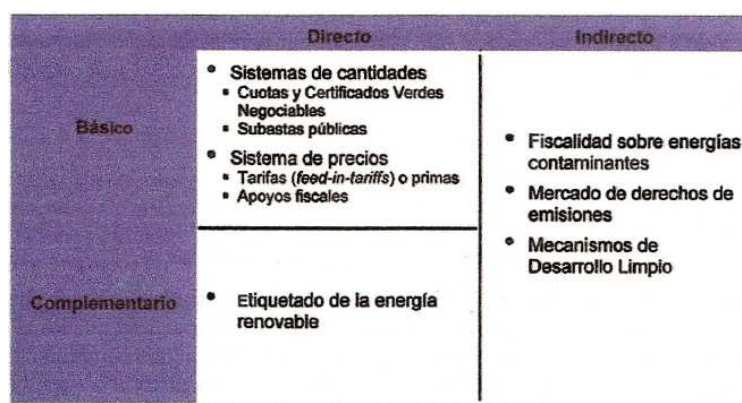 Directo
Indirecto
Básico
• Sistemas de cantidades
▪ Cuotas y Certificados Verdes
Negociables
▪ Subastas públicas
• Sistema de precios
▪ Tarifas (feed-in-tariffs) o primas
▪ Apoyos fiscales
• Fiscalidad sobre energías
contaminantes
• Mercado de derechos de
emisiones
• Mecanismos de
Desarrollo Limpio
Complementario
• Etiquetado de la energía
renovable